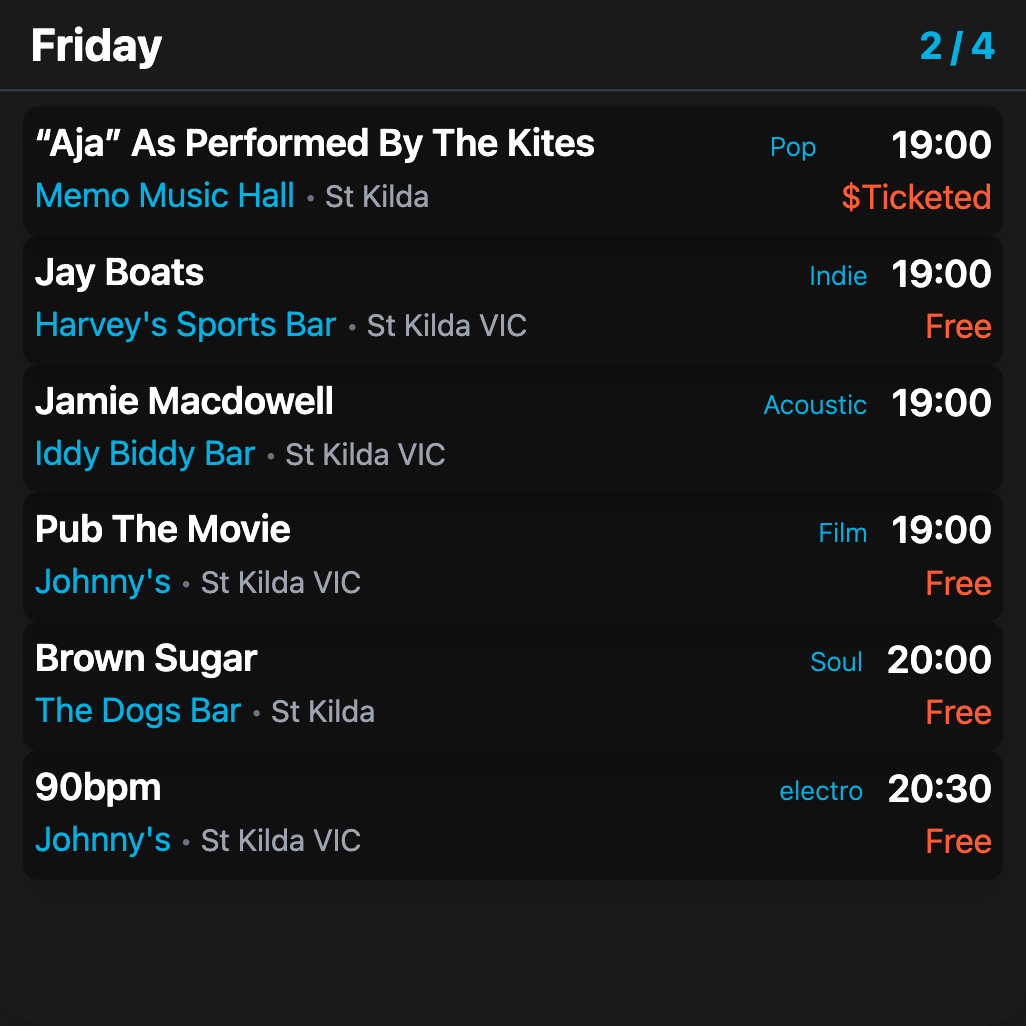 Friday 2 / 4
“Aja” As Performed By The Kites Pop 19:00
Memo Music Hall • St Kilda $Ticketed
Jay Boats Indie 19:00
Harvey's Sports Bar • St Kilda VIC Free
Jamie Macdowell Acoustic 19:00
Iddy Biddy Bar • St Kilda VIC
Pub The Movie Film 19:00
Johnny's • St Kilda VIC Free
Brown Sugar Soul 20:00
The Dogs Bar • St Kilda Free
90bpm electro 20:30
Johnny's • St Kilda VIC Free